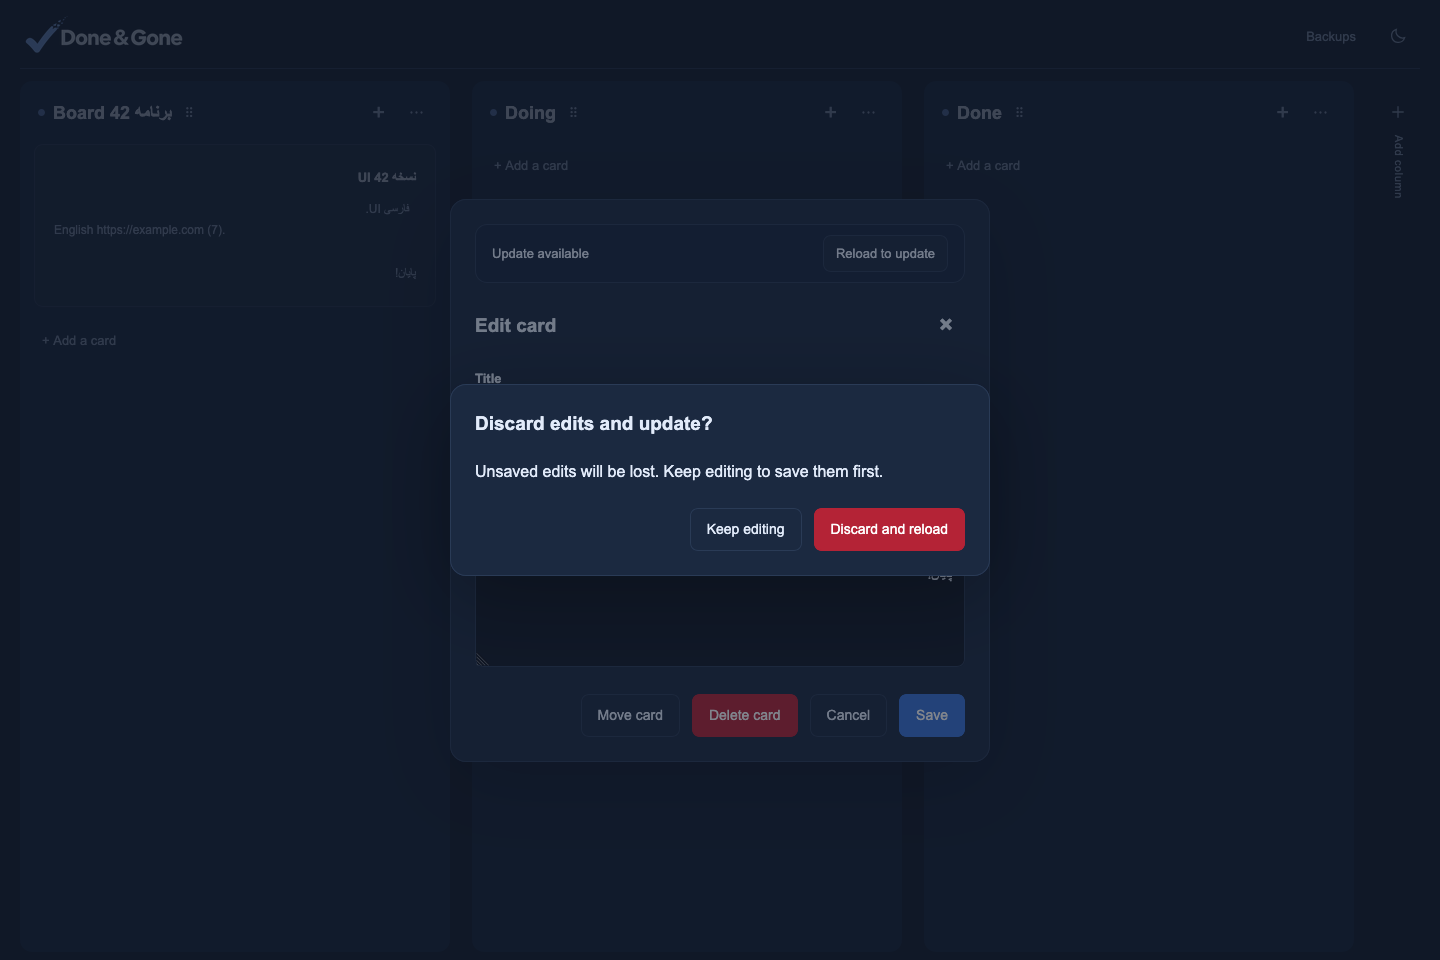 Done & Gone
Backups
Board 42 برنامه
نسخه 42 UI
فارسی UI.
English https://example.com (7).
پایان!
+ Add a card
Doing
+ Add a card
Done
+ Add a card
Add column
Update available
Reload to update
Edit card
Title
Discard edits and update?
Unsaved edits will be lost. Keep editing to save them first.
Keep editing
Discard and reload
پایان!
Move card
Delete card
Cancel
Save